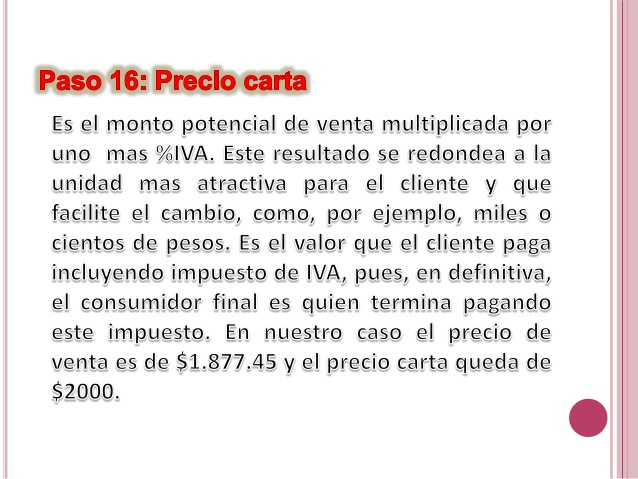 Paso 16: Precio carta
Es el monto potencial de venta multiplicada por
uno mas %IVA. Este resultado se redondea a la
unidad mas atractiva para el cliente y que
facilite el cambio, como, por ejemplo, miles o
cientos de pesos. Es el valor que el cliente paga
incluyendo impuesto de IVA, pues, en definitiva,
el consumidor final es quien termina pagando
este impuesto. En nuestro caso el precio de
venta es de $1.877.45 y el precio carta queda de
$2000.